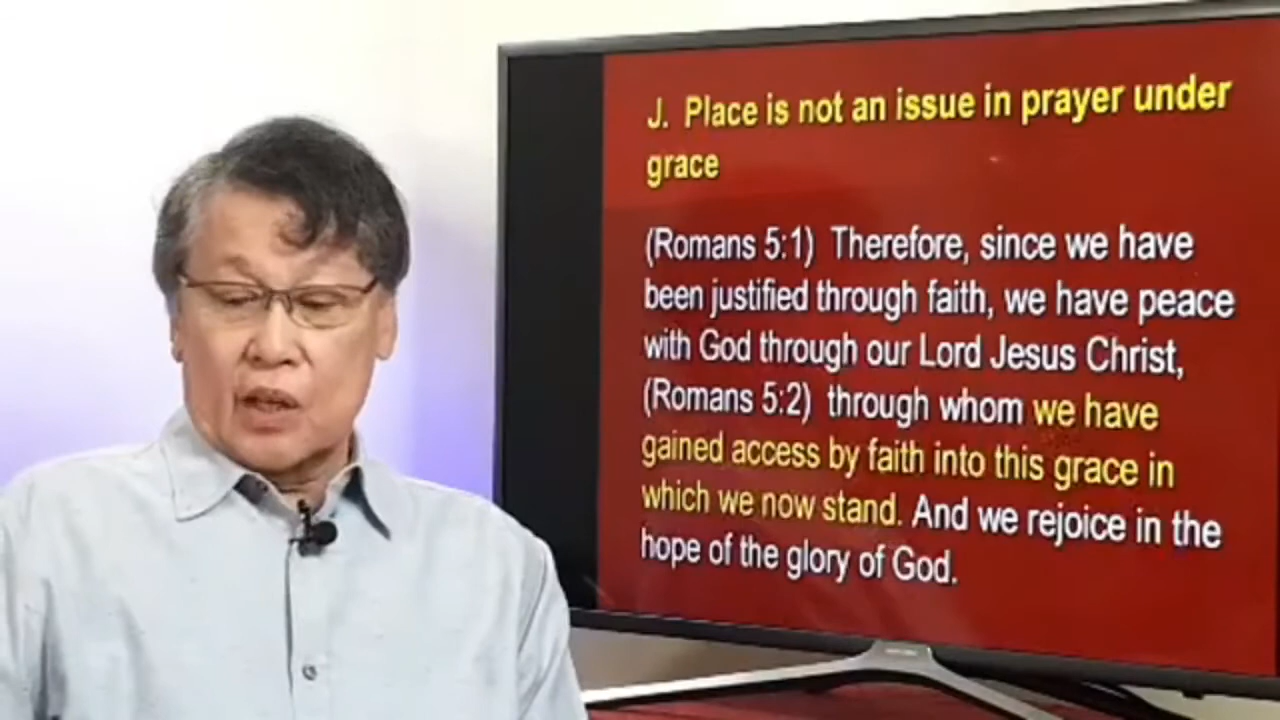 J. Place is not an issue in prayer under
grace
(Romans 5:1) Therefore, since we have
been justified through faith, we have peace
with God through our Lord Jesus Christ,
(Romans 5:2) through whom we have
gained access by faith into this grace in
which we now stand. And we rejoice in the
hope of the glory of God.